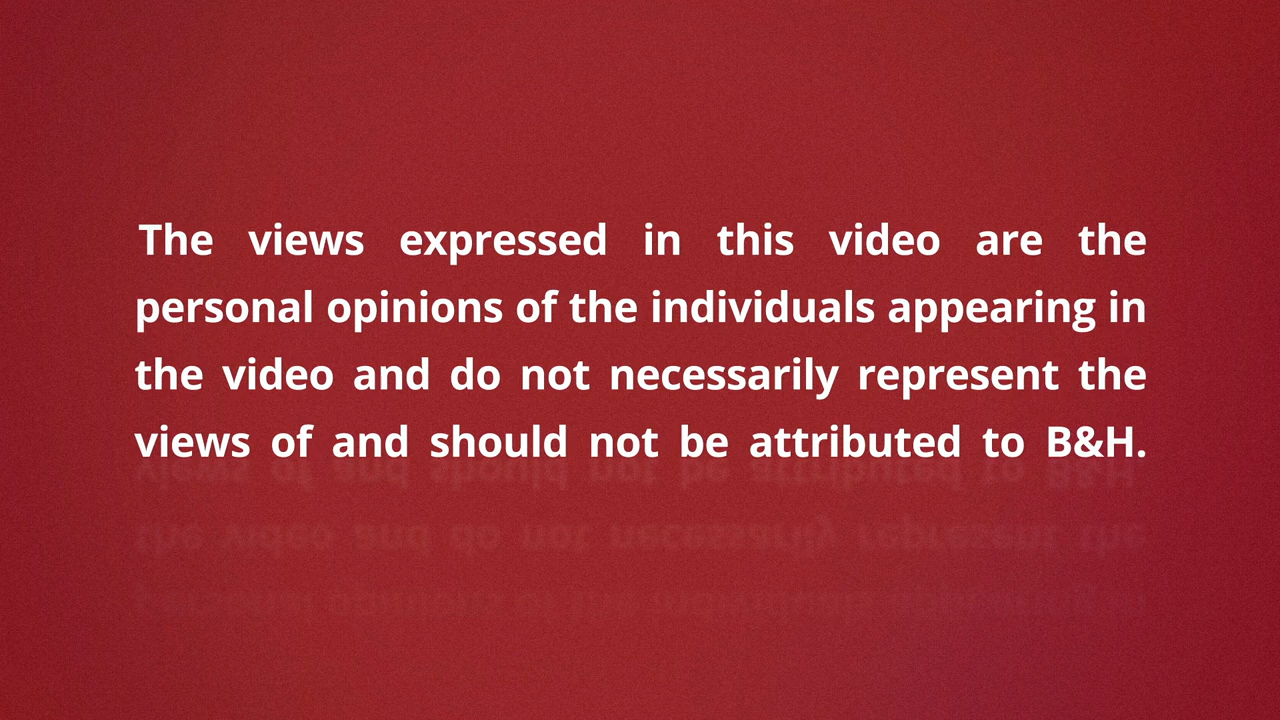 The views expressed in this video are the
personal opinions of the individuals appearing in
the video and do not necessarily represent the
views of and should not be attributed to B&H.